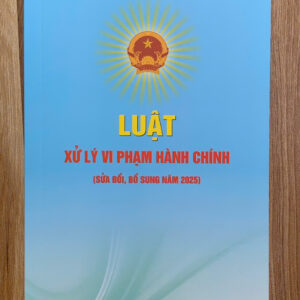 LUẬT
XỬ LÝ VI PHẠM HÀNH CHÍNH
(SỬA ĐỔI, BỔ SUNG NĂM 2025)